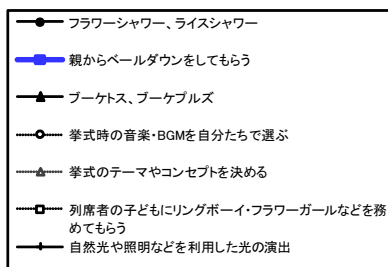 フラワーシャワー、ライスシャワー
親からベールダウンをしてもらう
ブーケトス、ブーケプルズ
挙式時の音楽・BGMを自分たちで選ぶ
挙式のテーマやコンセプトを決める
列席者の子どもにリングボーイ・フラワーガールなどを務
めてもらう
自然光や照明などを利用した光の演出